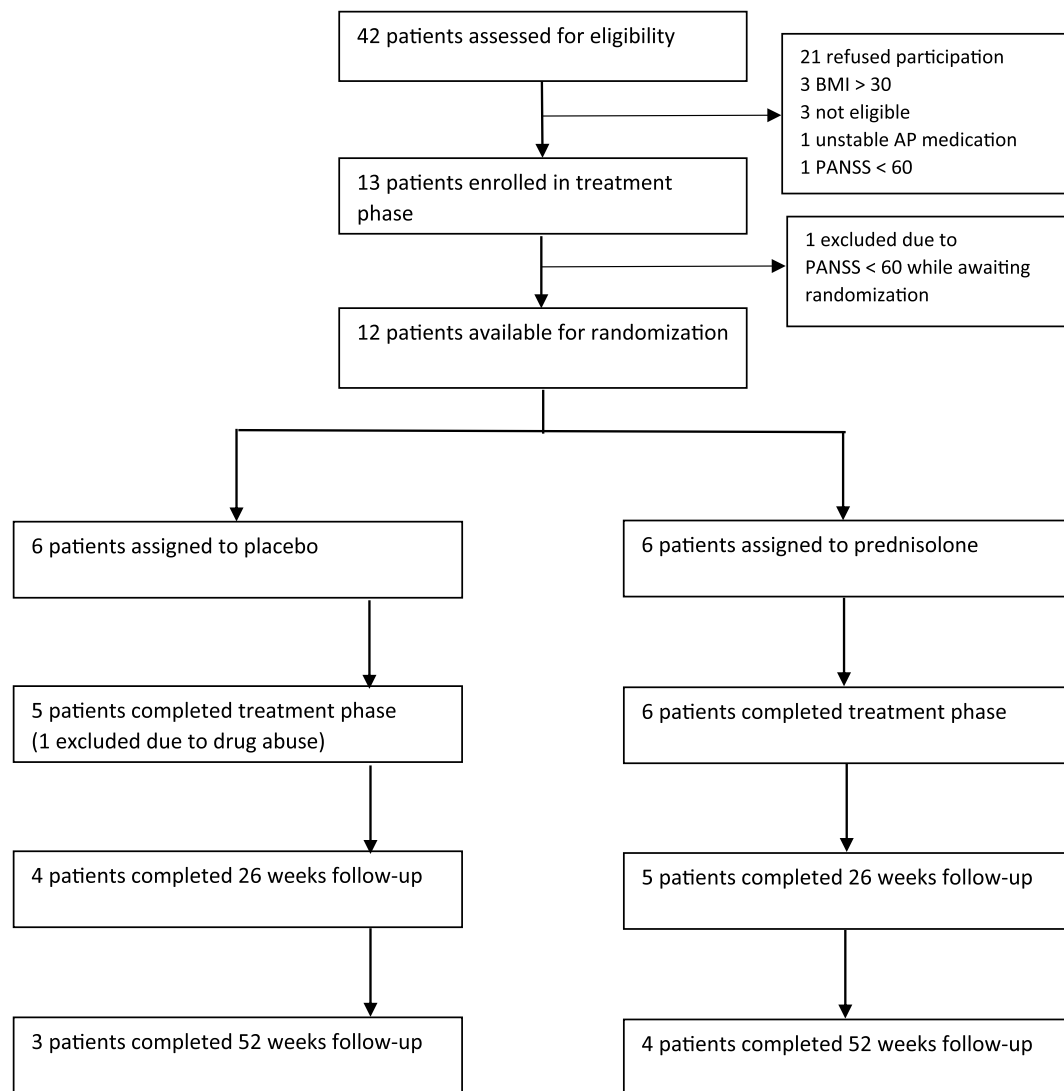 42 patients assessed for eligibility
21 refused participation
3 BMI > 30
3 not eligible
1 unstable AP medication
1 PANSS < 60
13 patients enrolled in treatment
phase
1 excluded due to
PANSS < 60 while awaiting
randomization
12 patients available for randomization
6 patients assigned to placebo
6 patients assigned to prednisolone
5 patients completed treatment phase
(1 excluded due to drug abuse)
6 patients completed treatment phase
4 patients completed 26 weeks follow-up
5 patients completed 26 weeks follow-up
3 patients completed 52 weeks follow-up
4 patients completed 52 weeks follow-up